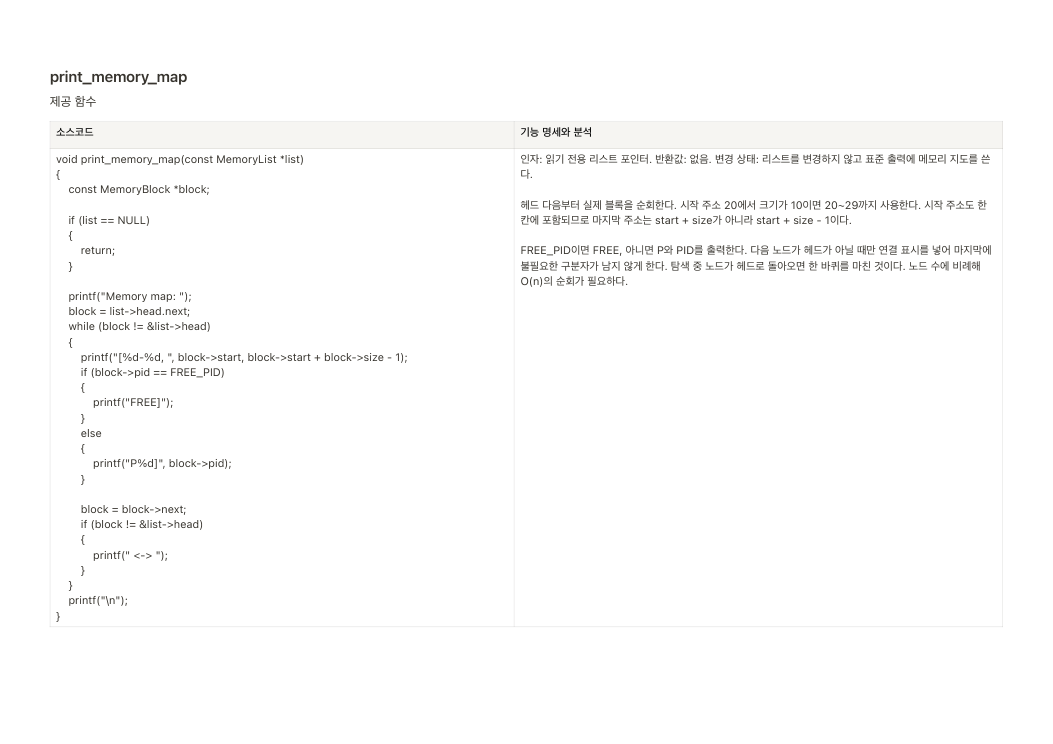 print_memory_map
제공 함수
소스코드
기능 명세와 분석
void print_memory_map(const MemoryList *list)
{
    const MemoryBlock *block;

    if (list == NULL)
    {
        return;
    }

    printf("Memory map: ");
    block = list->head.next;
    while (block != &list->head)
    {
        printf("[%d-%d, ", block->start, block->start + block->size - 1);
        if (block->pid == FREE_PID)
        {
            printf("FREE]");
        }
        else
        {
            printf("P%d]", block->pid);
        }

        block = block->next;
        if (block != &list->head)
        {
            printf(" <-> ");
        }
    }
    printf("\n");
}
인자: 읽기 전용 리스트 포인터. 반환값: 없음. 변경 상태: 리스트를 변경하지 않고 표준 출력에 메모리 지도를 쓴
다.

헤드 다음부터 실제 블록을 순회한다. 시작 주소 20에서 크기가 10이면 20~29까지 사용한다. 시작 주소도 한
칸에 포함되므로 마지막 주소는 start + size가 아니라 start + size - 1이다.

FREE_PID이면 FREE, 아니면 P와 PID를 출력한다. 다음 노드가 헤드가 아닐 때만 연결 표시를 넣어 마지막에
불필요한 구분자가 남지 않게 한다. 탐색 중 노드가 헤드로 돌아오면 한 바퀴를 마친 것이다. 노드 수에 비례해
O(n)의 순회가 필요하다.